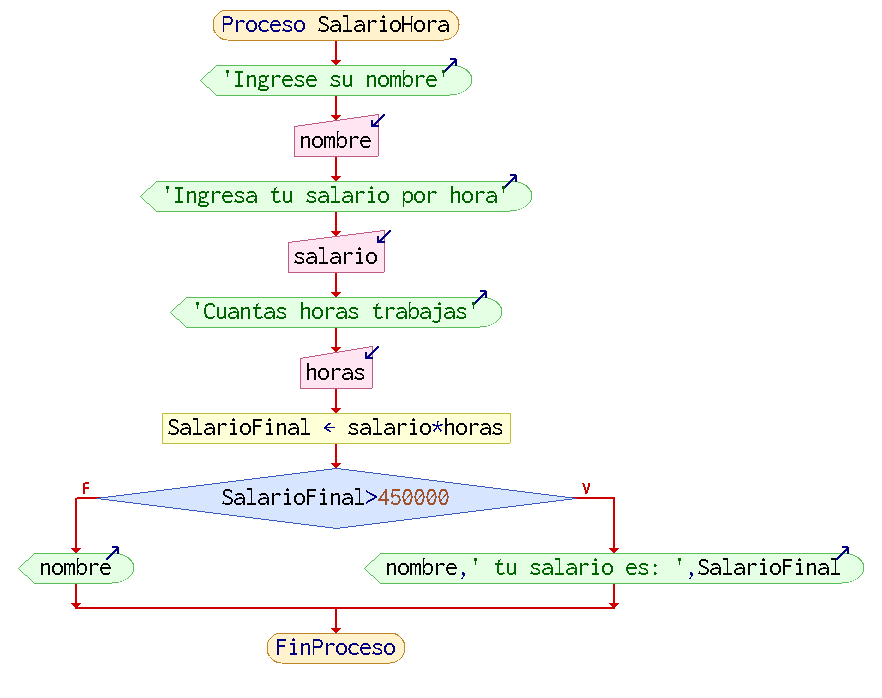 Proceso SalarioHora
'Ingrese su nombre'
nombre
'Ingresa tu salario por hora'
salario
'Cuantas horas trabajas'
horas
SalarioFinal ← salario*horas
F
V
SalarioFinal>450000
nombre
nombre,' tu salario es: ',SalarioFinal
FinProceso